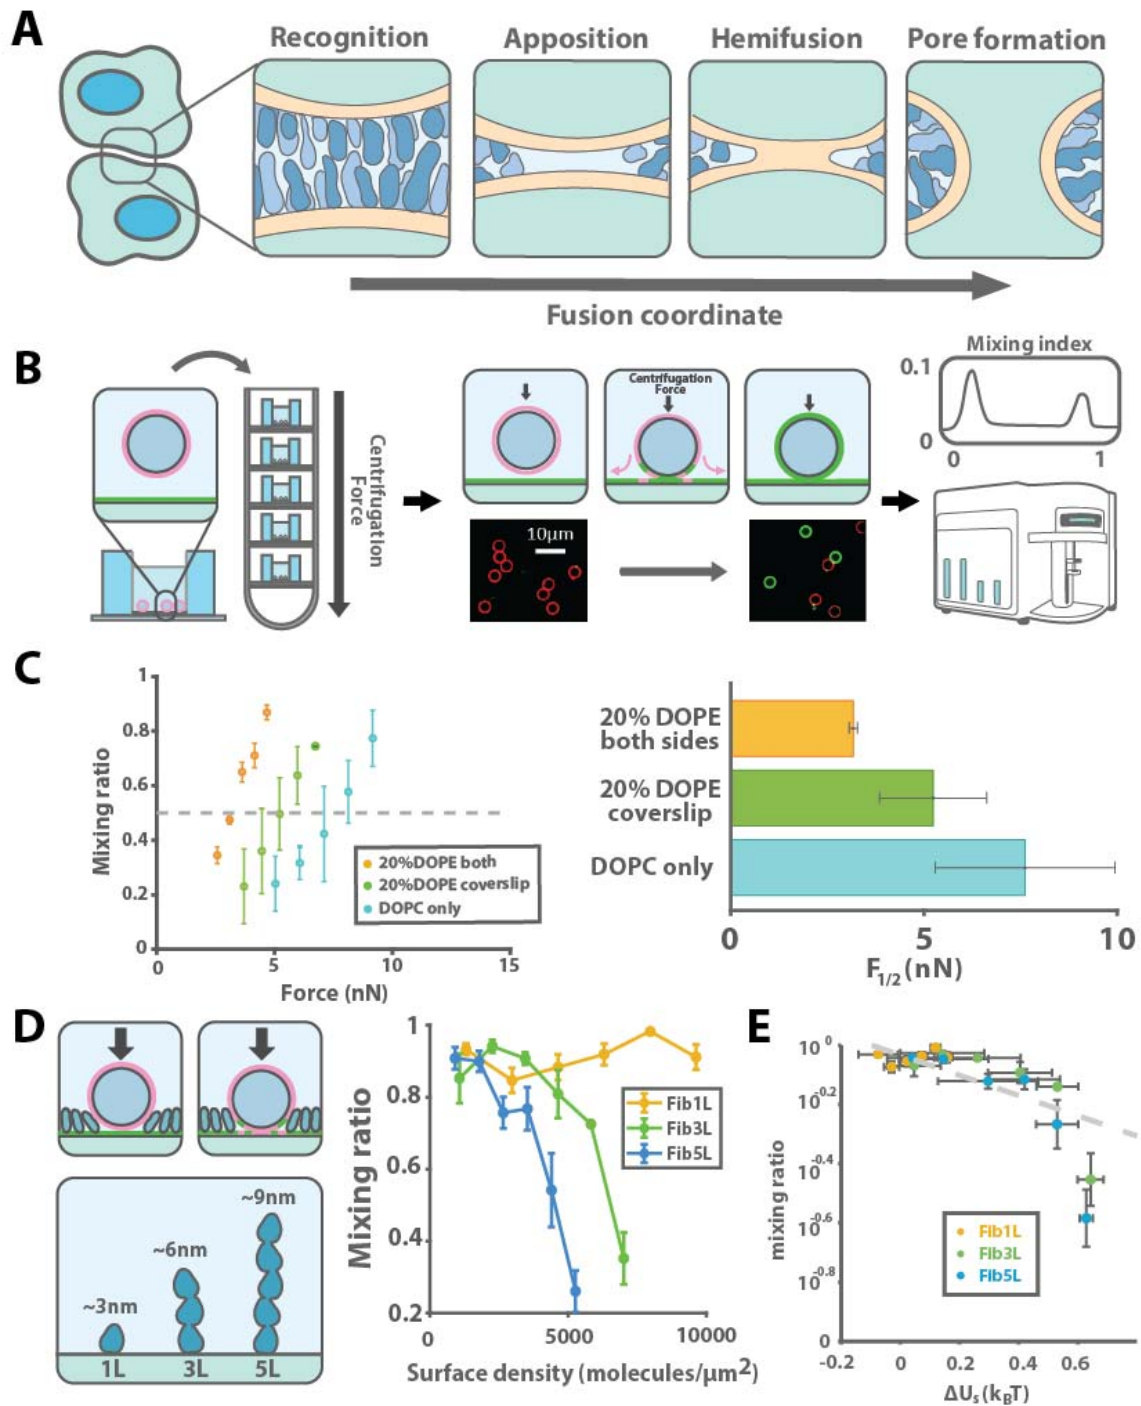 A
Recognition
Apposition
Hemifusion
Pore formation
Fusion coordinate
B
Centrifugation
Force
Centrifugation
Force
10μm
Mixing index
0.1
0
0
1
C
1
0.8
0.6
0.4
0.2
0
0
5
10
15
Mixing ratio
Force (nN)
20%DOPE both
20%DOPE coverslip
DOPC only
20% DOPE
both sides
20% DOPE
coverslip
DOPC only
0
5
10
F1/2 (nN)
D
~3nm
~6nm
~9nm
1L
3L
5L
1
0.8
0.6
0.4
0.2
0
5000
10000
Mixing ratio
Surface density (molecules/μm²)
Fib1L
Fib3L
Fib5L
E
10^0
10^-0.2
10^-0.4
10^-0.6
10^-0.8
0
-0.2
0
0.2
0.4
0.6
mixing ratio
ΔUs (kBT)
Fib1L
Fib3L
Fib5L